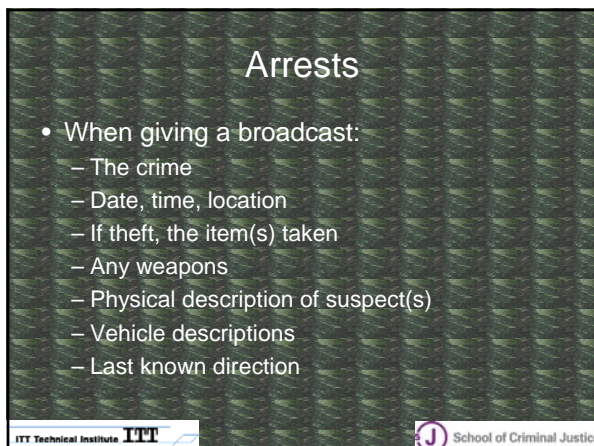 Arrests
• When giving a broadcast:
– The crime
– Date, time, location
– If theft, the item(s) taken
– Any weapons
– Physical description of suspect(s)
– Vehicle descriptions
– Last known direction
ITT Technical Institute ITT
J School of Criminal Justice